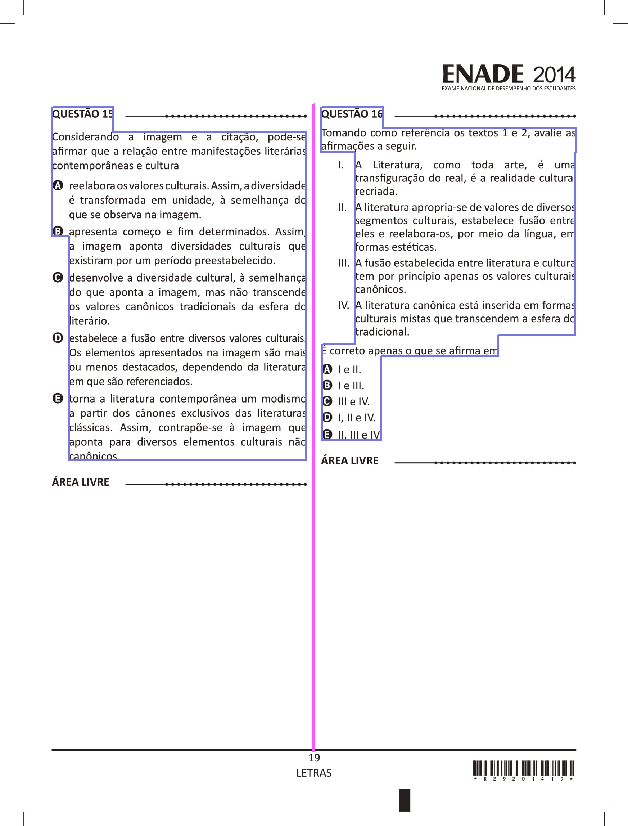 ENADE 2014
EXAME NACIONAL DE DESEMPENHO DOS ESTUDANTES
QUESTÃO 15
Considerando a imagem e a citação, pode-se
afirmar que a relação entre manifestações literárias
contemporâneas e cultura
A reelabora os valores culturais. Assim, a diversidade
é transformada em unidade, à semelhança do
que se observa na imagem.
B apresenta começo e fim determinados. Assim,
a imagem aponta diversidades culturais que
existiram por um período preestabelecido.
C desenvolve a diversidade cultural, à semelhança
do que aponta a imagem, mas não transcende
os valores canônicos tradicionais da esfera do
literário.
D estabelece a fusão entre diversos valores culturais.
Os elementos apresentados na imagem são mais
ou menos destacados, dependendo da literatura
em que são referenciados.
E torna a literatura contemporânea um modismo
a partir dos cânones exclusivos das literaturas
clássicas. Assim, contrapõe-se à imagem que
aponta para diversos elementos culturais não
canônicos.
ÁREA LIVRE
QUESTÃO 16
Tomando como referência os textos 1 e 2, avalie as
afirmações a seguir.
I. A Literatura, como toda arte, é uma
transfiguração do real, é a realidade cultural
recriada.
II. A literatura apropria-se de valores de diversos
segmentos culturais, estabelece fusão entre
eles e reelabora-os, por meio da língua, em
formas estéticas.
III. A fusão estabelecida entre literatura e cultura
tem por princípio apenas os valores culturais
canônicos.
IV. A literatura canônica está inserida em formas
culturais mistas que transcendem a esfera do
tradicional.
É correto apenas o que se afirma em
A I e II.
B I e III.
C III e IV.
D I, II e IV.
E II, III e IV
ÁREA LIVRE
19
LETRAS
*R2920141­9*